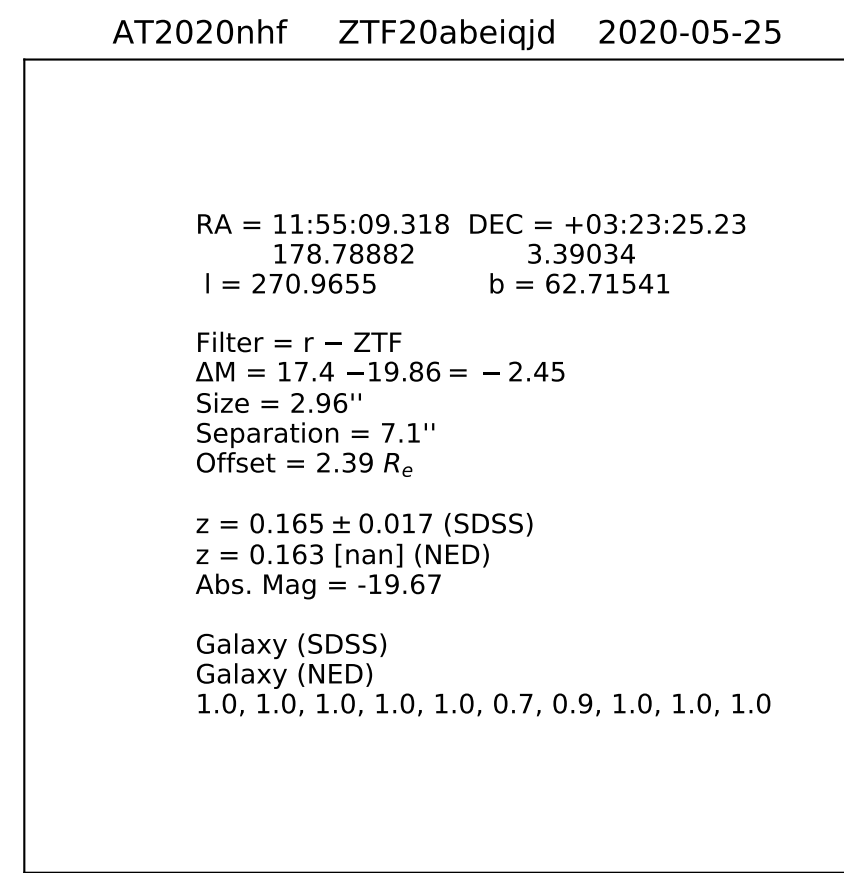 AT2020nhf ZTF20abeiqjd 2020-05-25
RA = 11:55:09.318 DEC = +03:23:25.23
178.78882 3.39034
l = 270.9655 b = 62.71541
Filter = r − ZTF
ΔM = 17.4 −19.86 = − 2.45
Size = 2.96''
Separation = 7.1''
Offset = 2.39 Re
z = 0.165 ± 0.017 (SDSS)
z = 0.163 [nan] (NED)
Abs. Mag = -19.67
Galaxy (SDSS)
Galaxy (NED)
1.0, 1.0, 1.0, 1.0, 1.0, 0.7, 0.9, 1.0, 1.0, 1.0